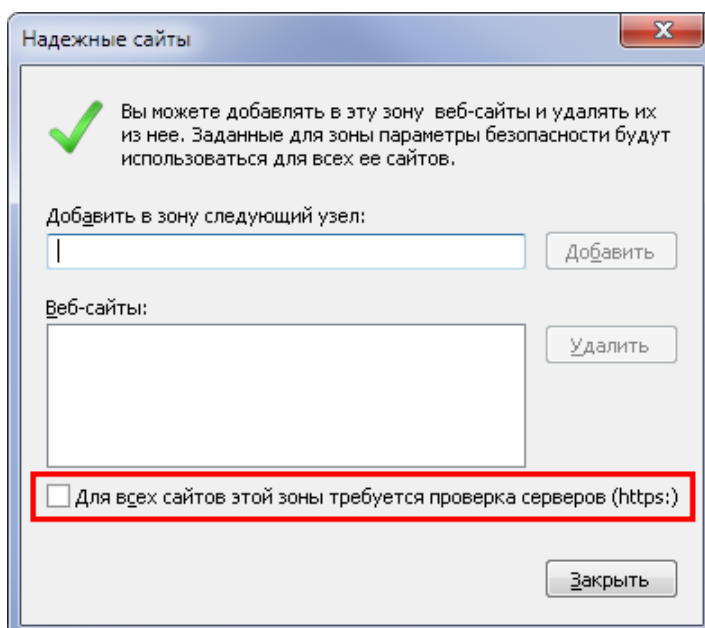 Надежные сайты
Вы можете добавлять в эту зону веб-сайты и удалять их
из нее. Заданные для зоны параметры безопасности будут
использоваться для всех ее сайтов.
Добавить в зону следующий узел:
Добавить
Веб-сайты:
Удалить
Для всех сайтов этой зоны требуется проверка серверов (https:)
Закрыть